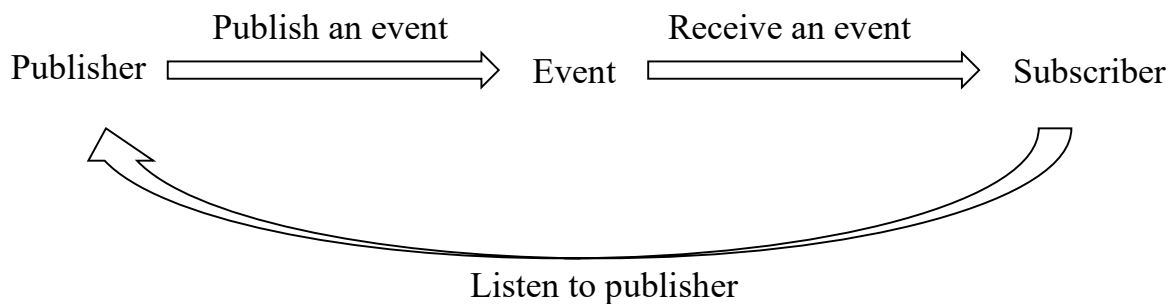 Publish an event
Receive an event
Publisher
Event
Subscriber
Listen to publisher